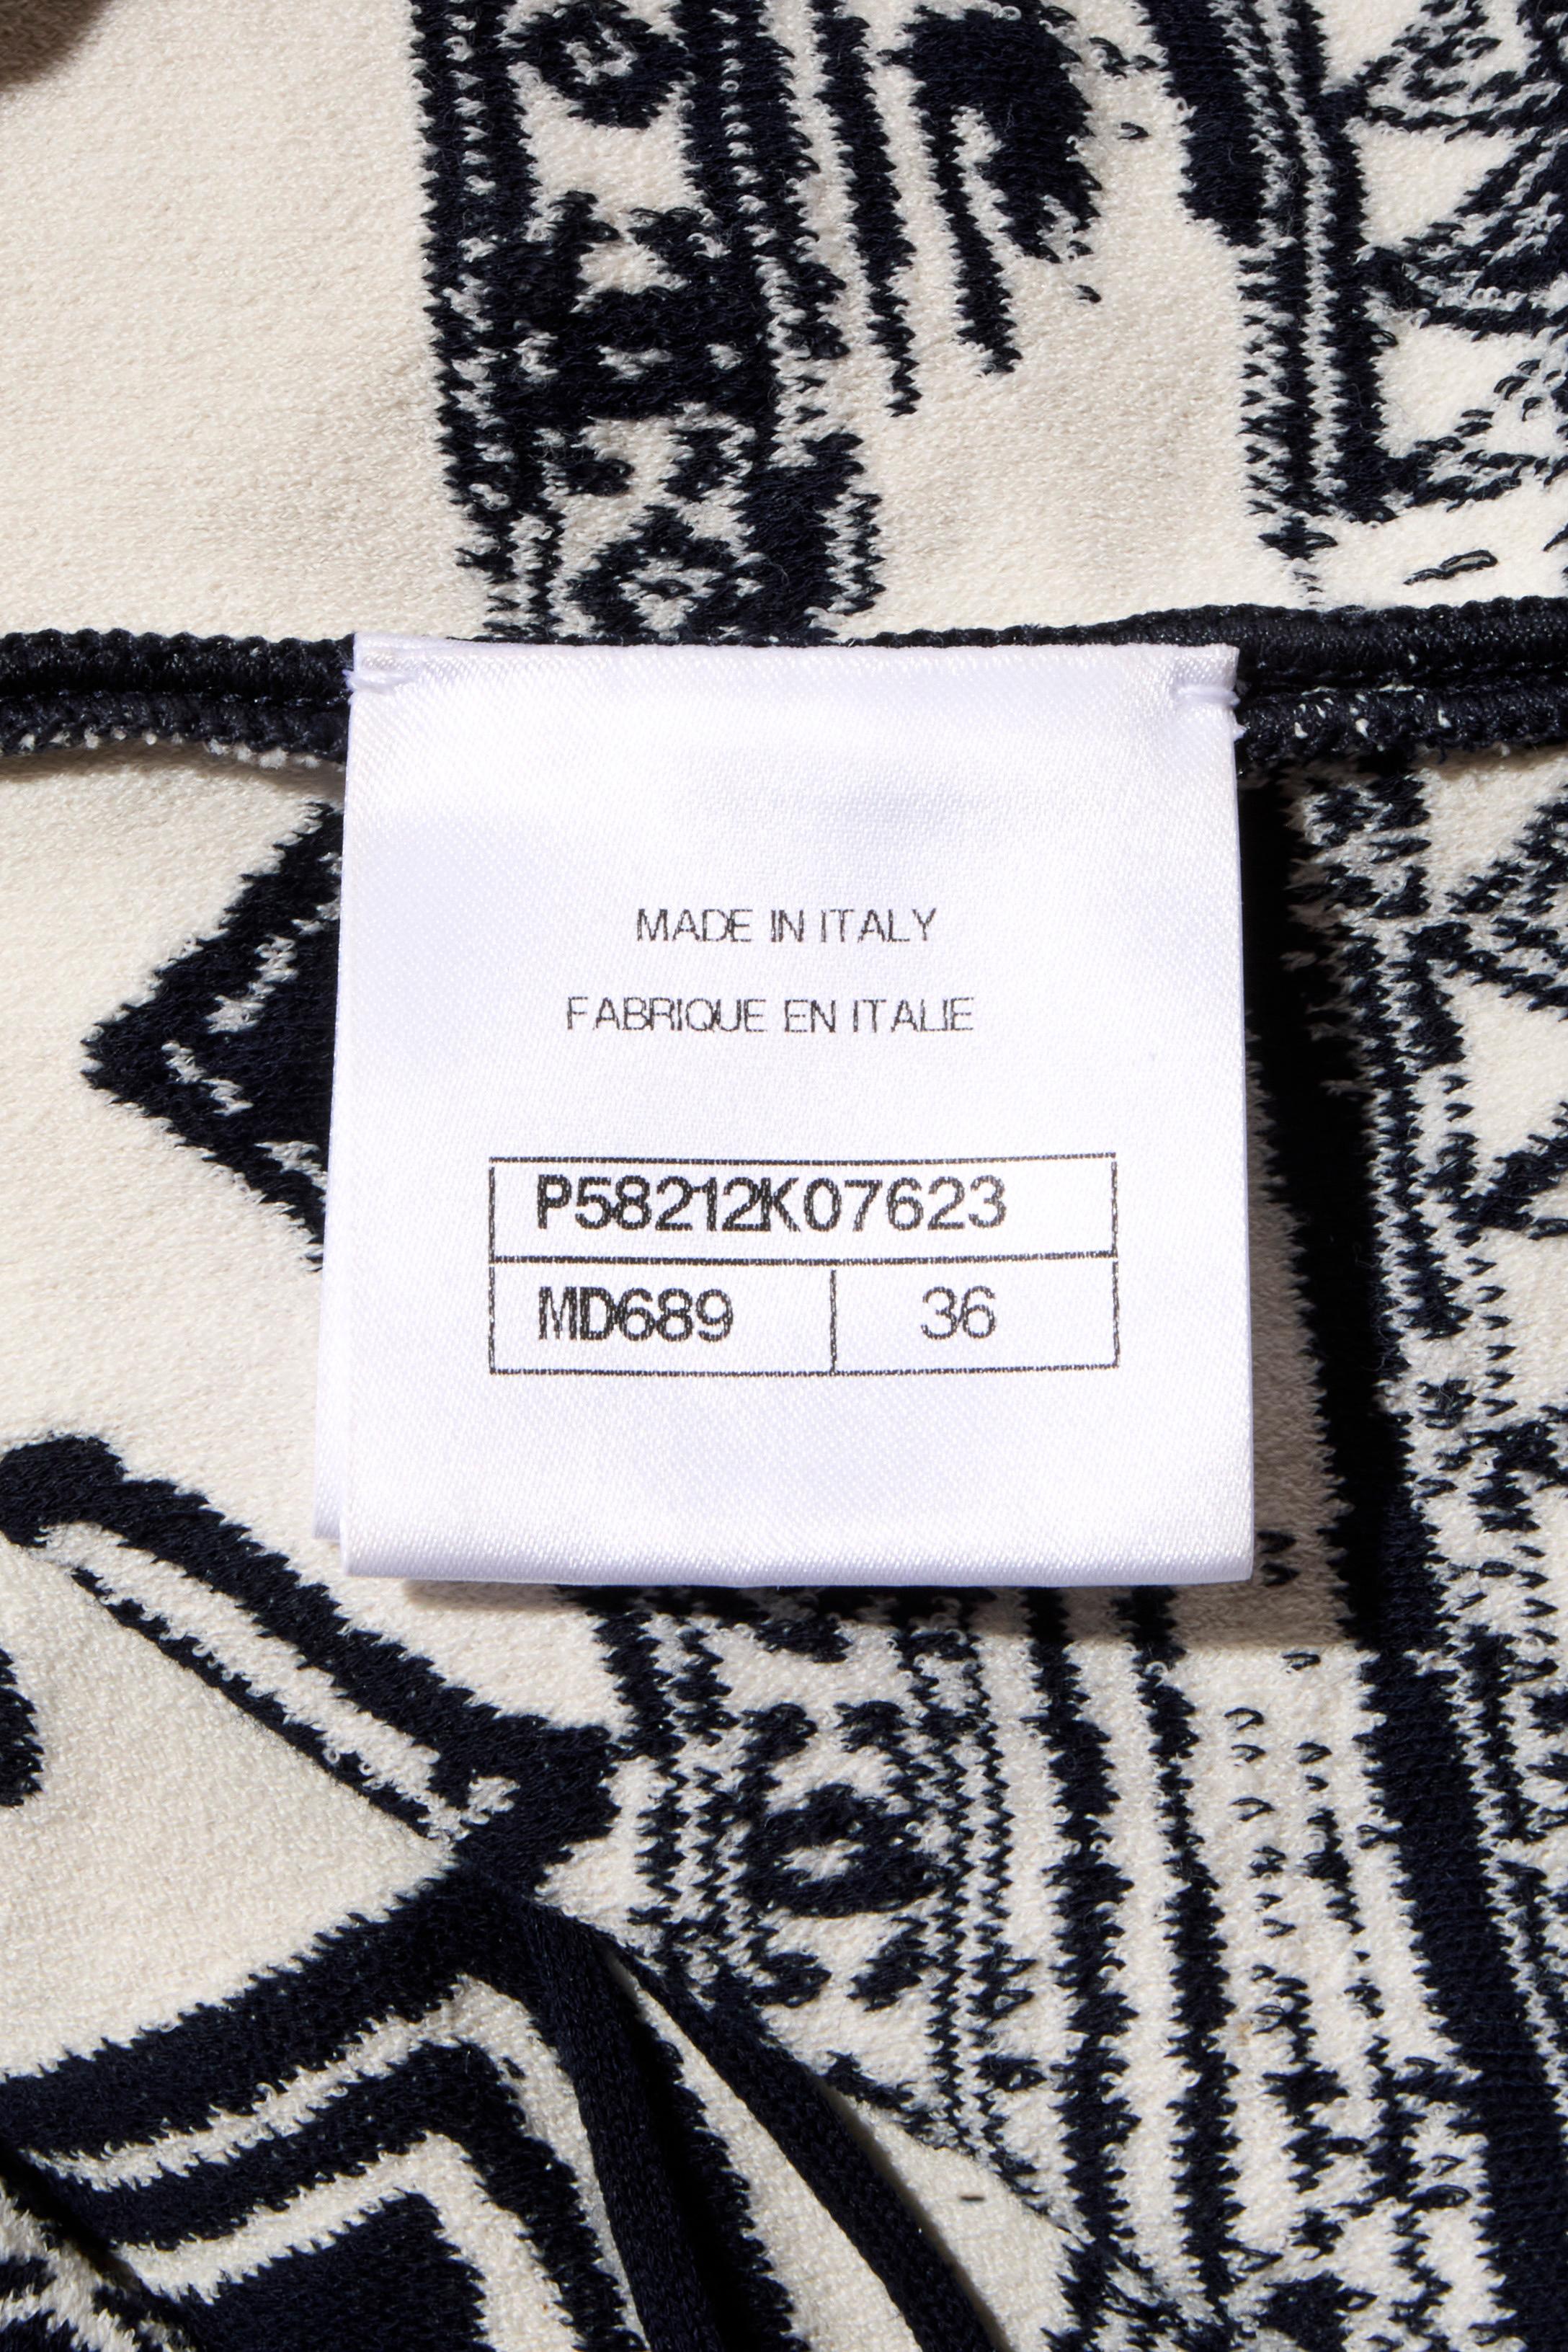 MADE IN ITALY
FABRIQUE EN ITALIE
P58212K07623
MD689 36